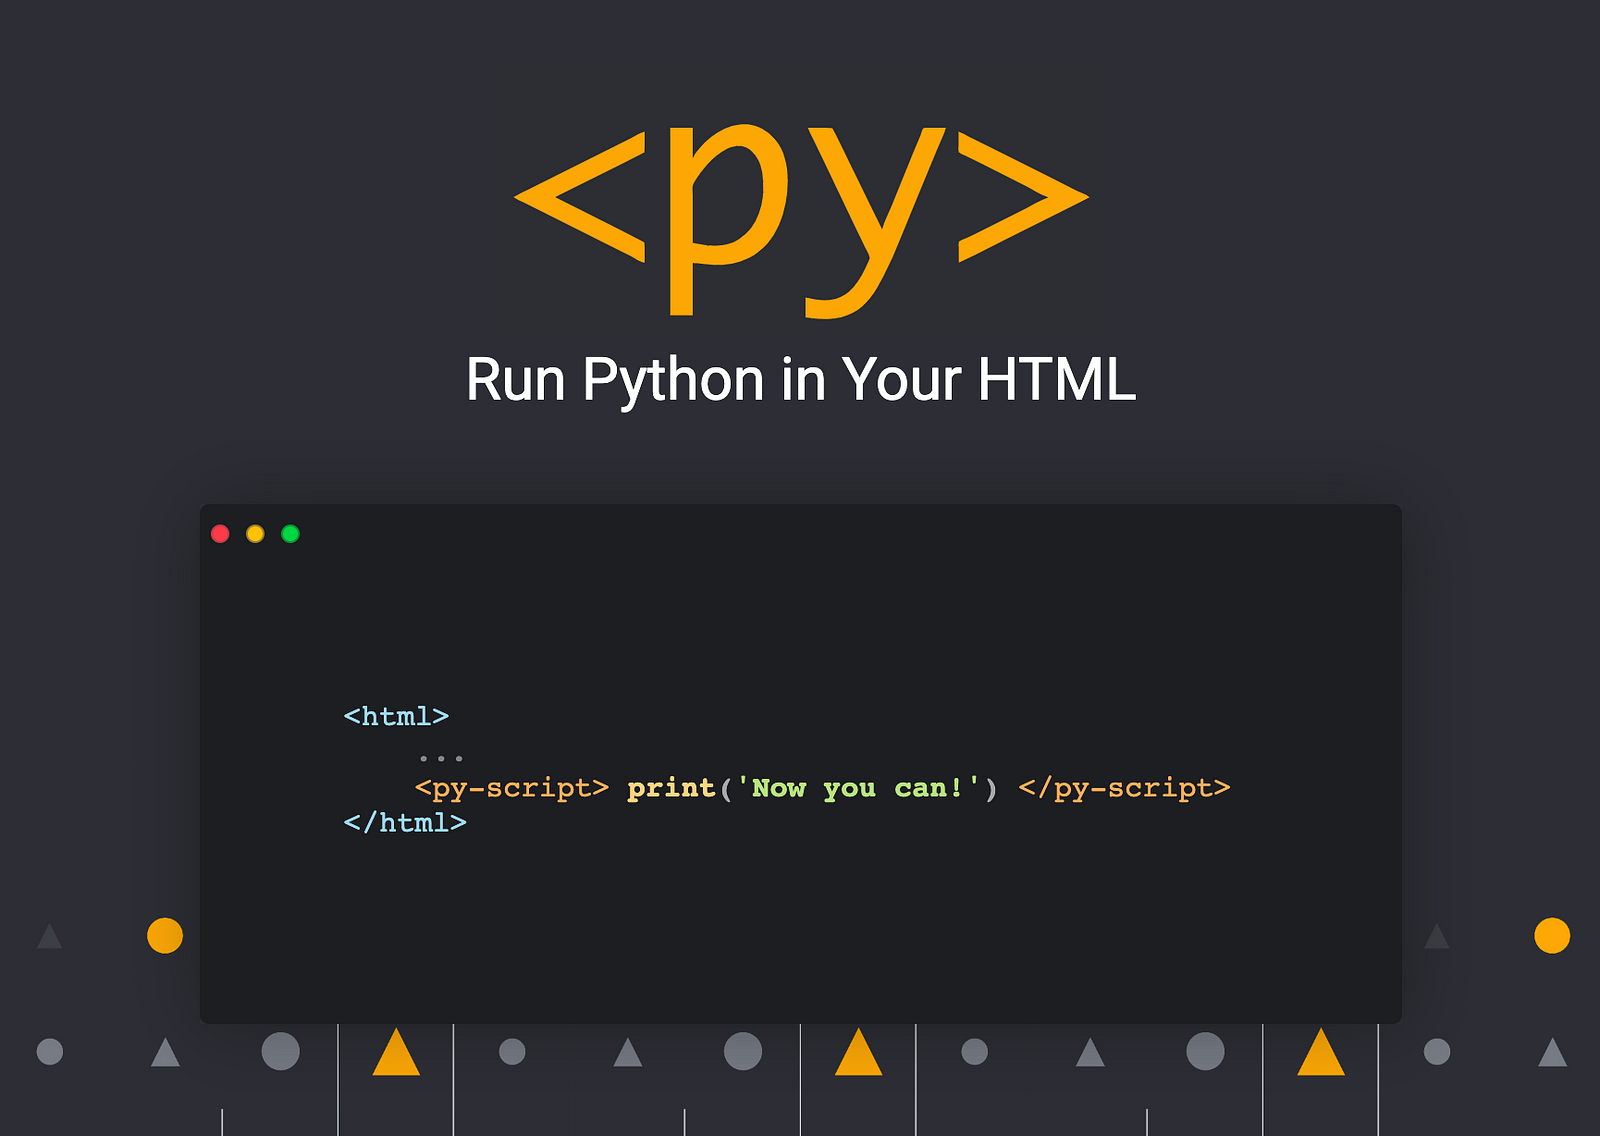 <py>
Run Python in Your HTML
<html>
...
<py-script> print('Now you can!') </py-script>
</html>